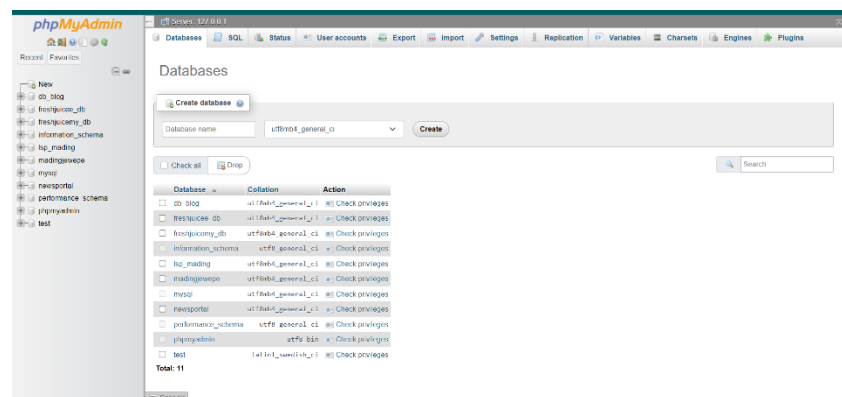 phpMyAdmin
Recent Favorites
New
db_blog
freshjuicee_db
freshjuicemy_db
information_schema
lsp_mading
madingjewepe
mysql
newsportal
performance_schema
phpmyadmin
test
Server: 127.0.0.1
Databases SQL Status User accounts Export Import Settings Replication Variables Charsets Engines Plugins
Databases
Create database
Database name utf8mb4_general_ci Create
Check all Drop Search
Database Collation Action
db_blog utf8mb4_general_ci Check privileges
freshjuicee_db utf8mb4_general_ci Check privileges
freshjuicemy_db utf8mb4_general_ci Check privileges
information_schema utf8_general_ci Check privileges
lsp_mading utf8mb4_general_ci Check privileges
madingjewepe utf8mb4_general_ci Check privileges
mysql utf8mb4_general_ci Check privileges
newsportal utf8mb4_general_ci Check privileges
performance_schema utf8_general_ci Check privileges
phpmyadmin utf8_bin Check privileges
test latin1_swedish_ci Check privileges
Total: 11